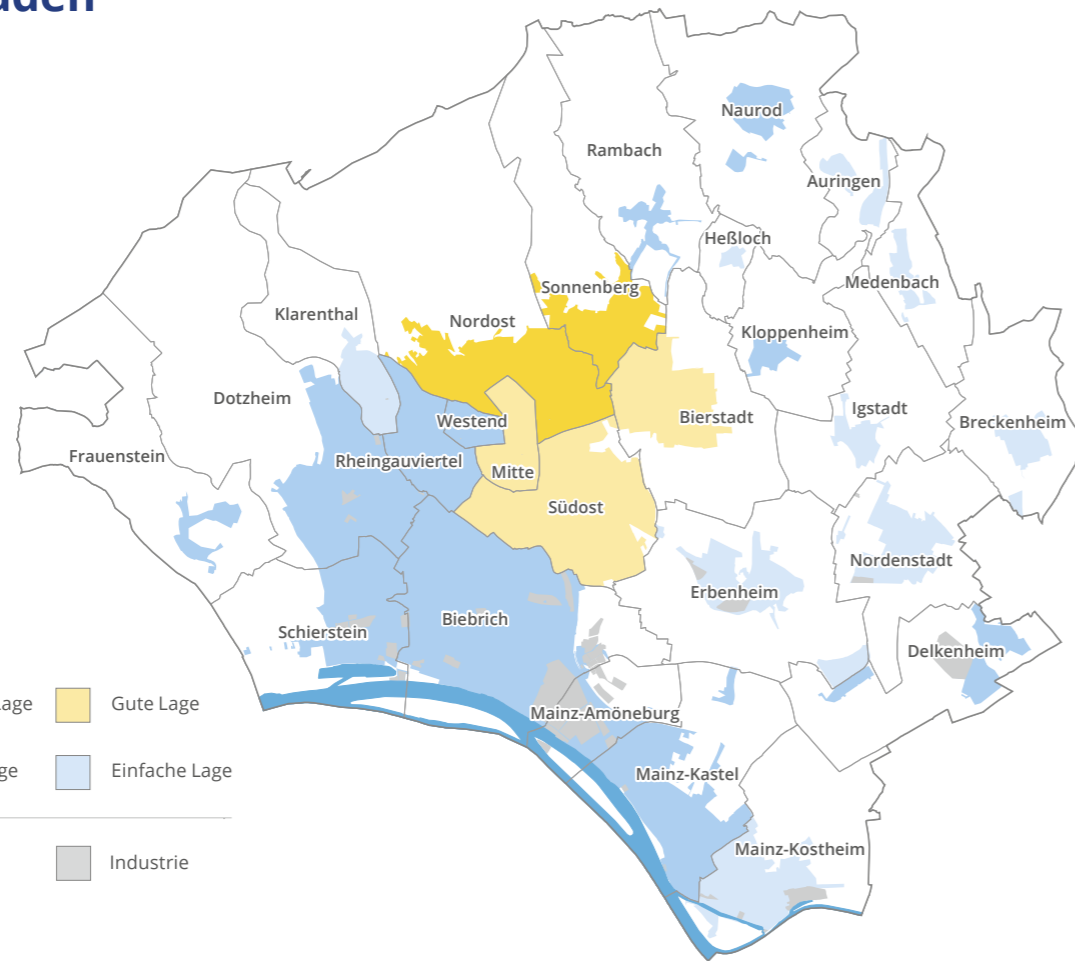 Naurod
Rambach
Auringen
Heßloch
Medenbach
Sonnenberg
Klarenthal
Nordost
Kloppenheim
Dotzheim
Westend
Bierstadt
Igstadt
Breckenheim
Frauenstein
Rheingauviertel
Mitte
Südost
Nordenstadt
Erbenheim
Schierstein
Biebrich
Delkenheim
Mainz-Amöneburg
Mainz-Kastel
Mainz-Kostheim
Lage
Gute Lage
Einfache Lage
Industrie